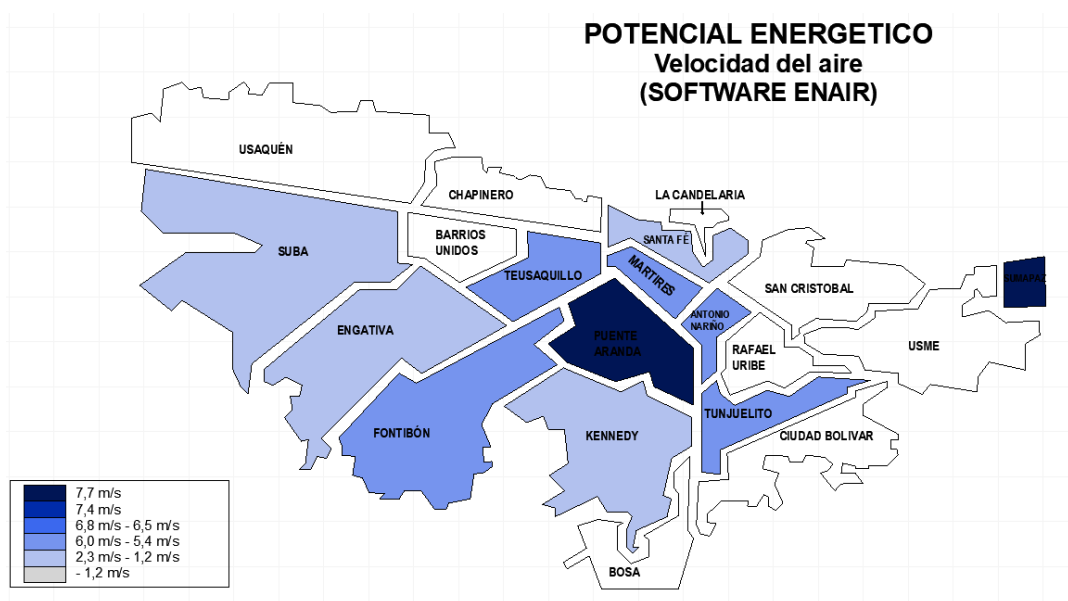 POTENCIAL ENERGETICO
Velocidad del aire
(SOFTWARE ENAIR)
USAQUÉN
CHAPINERO
LA CANDELARIA
BARRIOS
UNIDOS
SANTA FÉ
SUBA
TEUSAQUILLO
MARTIRES
SAN CRISTOBAL
SUMAPAZ
ENGATIVA
ANTONIO
NARIÑO
PUENTE
ARANDA
RAFAEL
URIBE
USME
FONTIBÓN
KENNEDY
TUNJUELITO
CIUDAD BOLIVAR
BOSA
7,7 m/s
7,4 m/s
6,8 m/s - 6,5 m/s
6,0 m/s - 5,4 m/s
2,3 m/s - 1,2 m/s
- 1,2 m/s